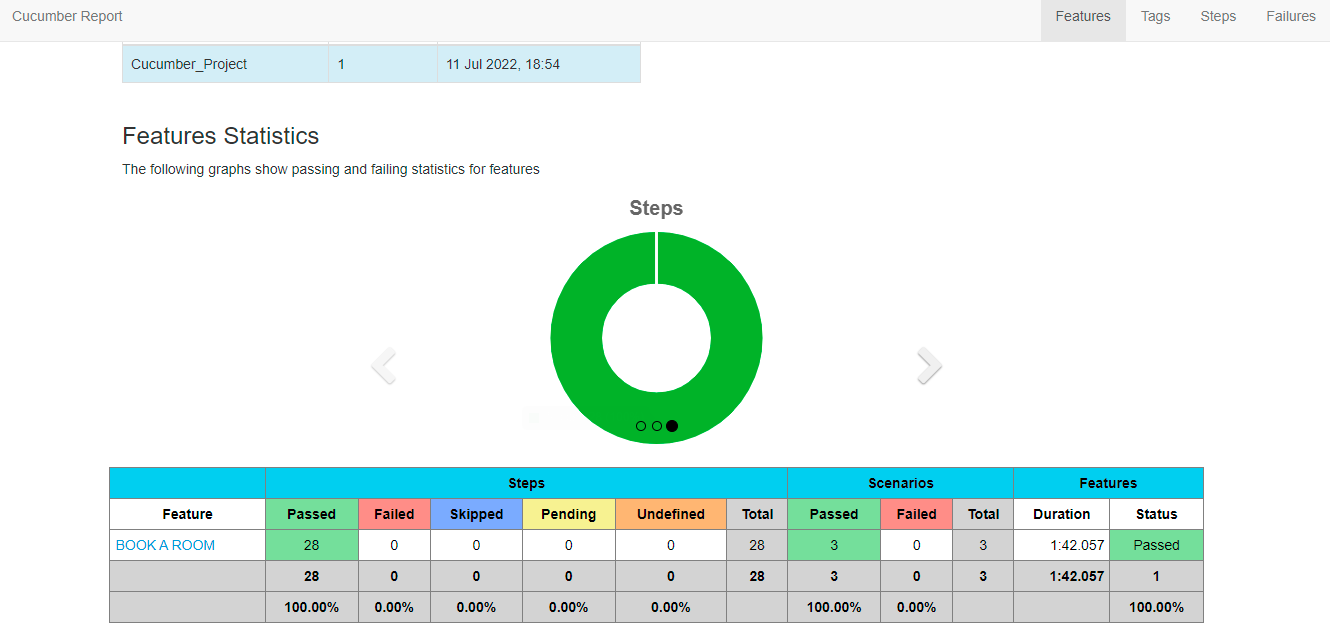 Cucumber Report Features Tags Steps Failures
Cucumber_Project 1 11 Jul 2022, 18:54
Features Statistics
The following graphs show passing and failing statistics for features
Steps
Steps Scenarios Features
Feature Passed Failed Skipped Pending Undefined Total Passed Failed Total Duration Status
BOOK A ROOM 28 0 0 0 0 28 3 0 3 1:42.057 Passed
28 0 0 0 0 28 3 0 3 1:42.057 1
100.00% 0.00% 0.00% 0.00% 0.00% 100.00% 0.00% 100.00%